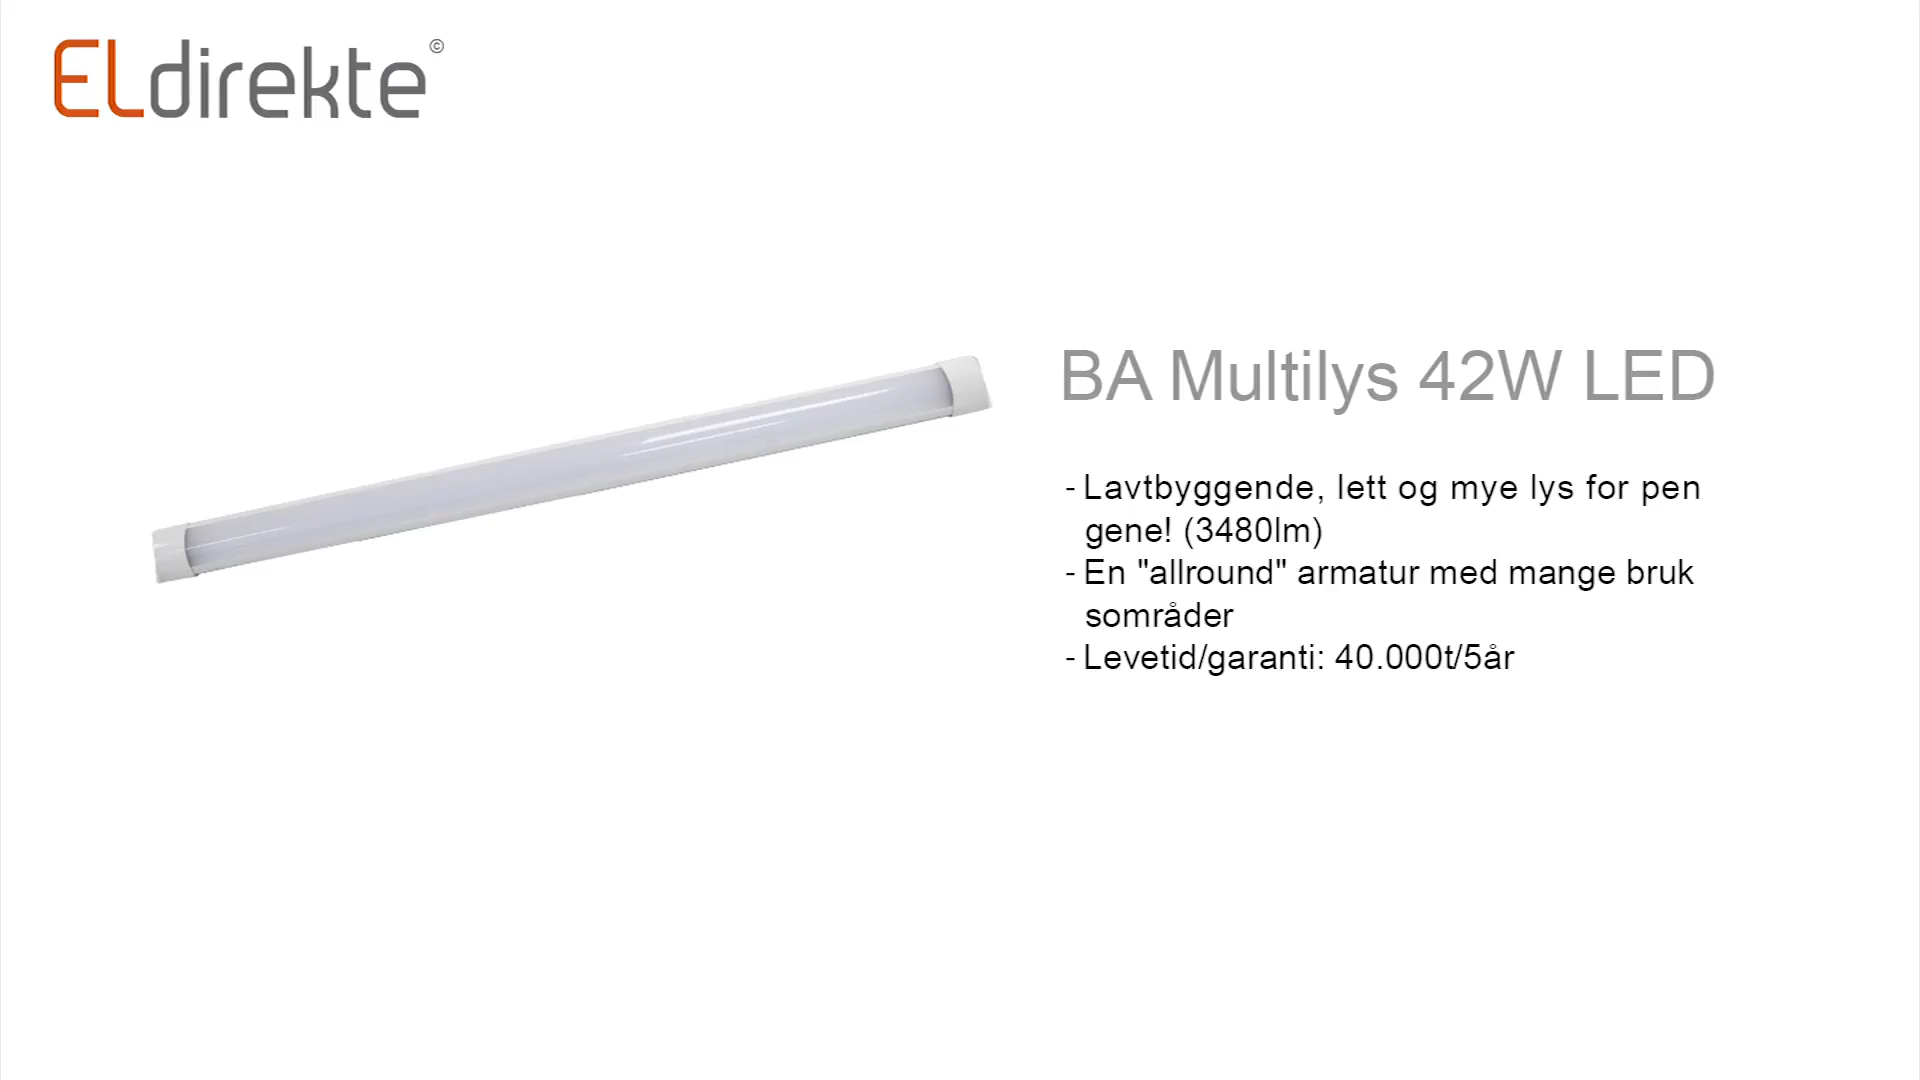 ELdirekte©
BA Multilys 42W LED
- Lavtbyggende, lett og mye lys for pen
gene! (3480lm)
- En "allround" armatur med mange bruk
sområder
- Levetid/garanti: 40.000t/5år